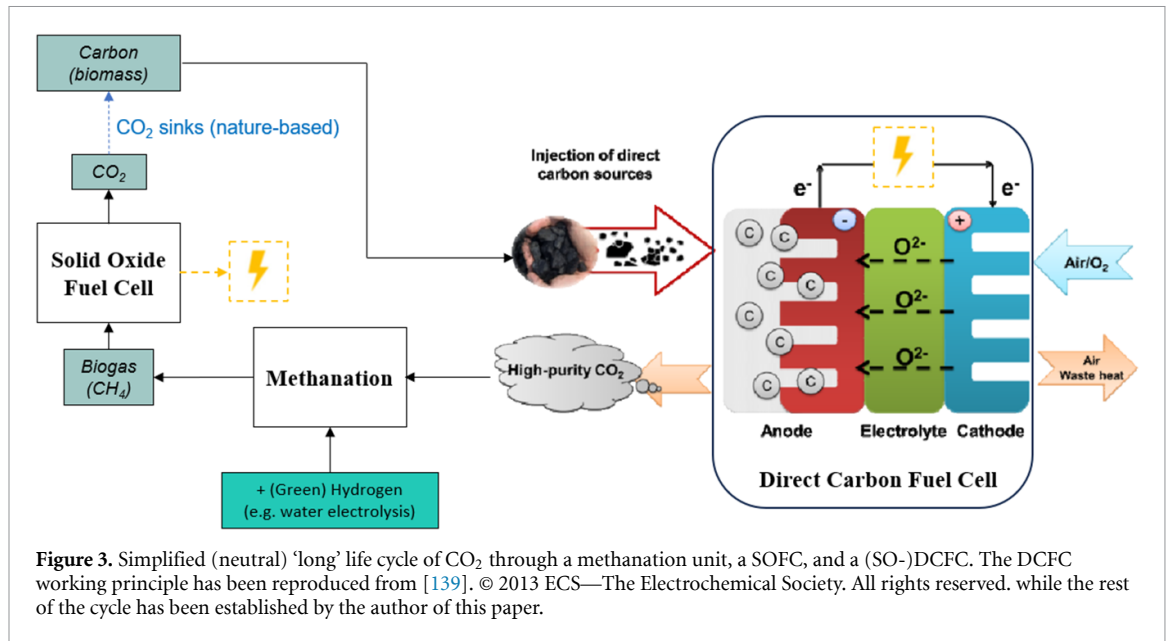 Carbon
(biomass)
CO₂ sinks (nature-based)
CO₂
Solid Oxide
Fuel Cell
Biogas
(CH₄)
Methanation
+ (Green) Hydrogen
(e.g. water electrolysis)
Injection of direct
carbon sources
High-purity CO₂
e⁻
e⁻
-
+
C
C
C
C
C
C
C
C
O²⁻
O²⁻
O²⁻
Air/O₂
Air
Waste heat
Anode
Electrolyte
Cathode
Direct Carbon Fuel Cell
Figure 3. Simplified (neutral) ‘long’ life cycle of CO₂ through a methanation unit, a SOFC, and a (SO-)DCFC. The DCFC
working principle has been reproduced from [139]. © 2013 ECS—The Electrochemical Society. All rights reserved. while the rest
of the cycle has been established by the author of this paper.